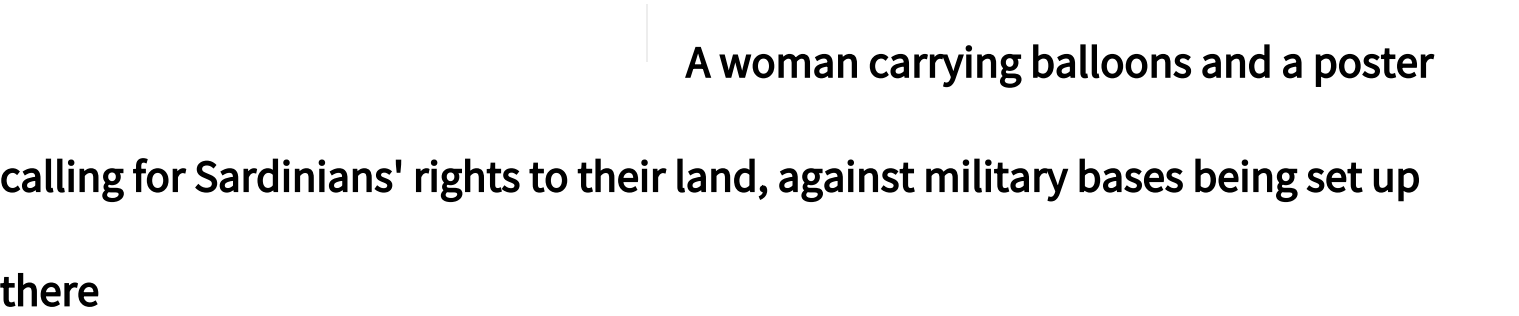 A woman carrying balloons and a poster
calling for Sardinians' rights to their land, against military bases being set up
there